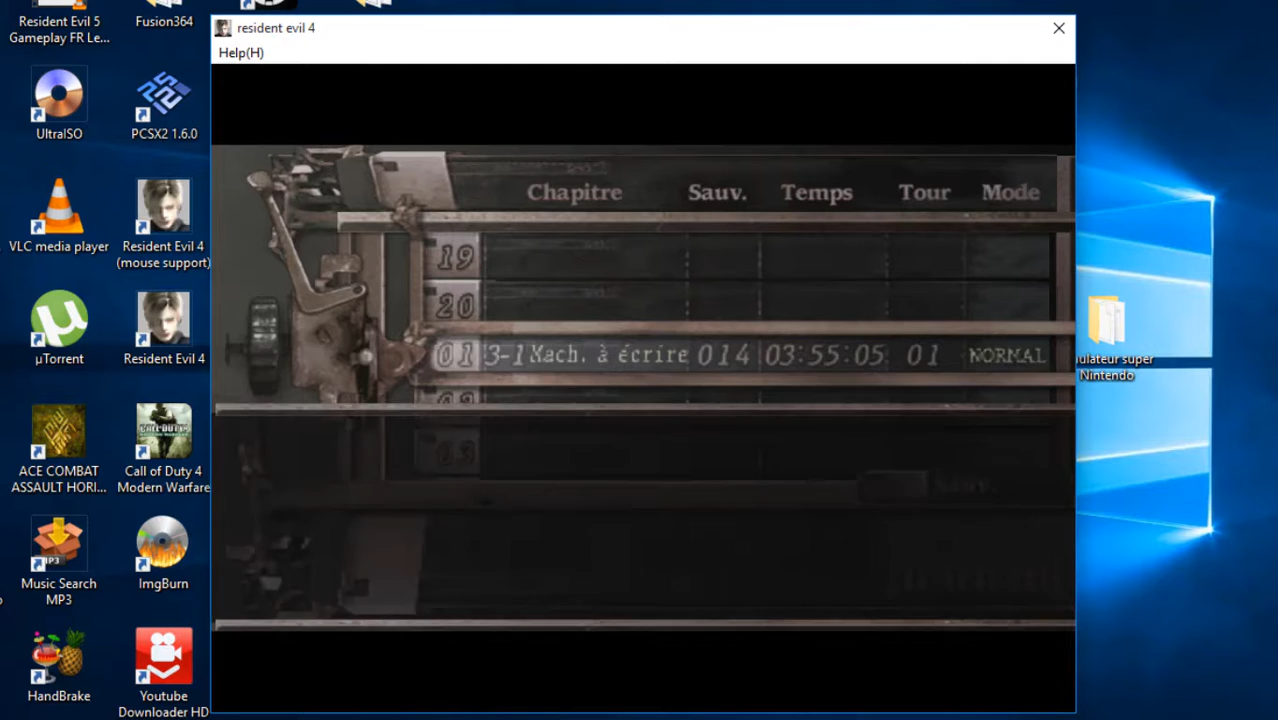 Resident Evil 5
Gameplay FR Le...
Fusion364
UltraISO
PCSX2 1.6.0
VLC media player
Resident Evil 4
(mouse support)
µTorrent
Resident Evil 4
ACE COMBAT
ASSAULT HORI...
Call of Duty 4
Modern Warfare
Music Search
MP3
ImgBurn
HandBrake
Youtube
Downloader HD
resident evil 4
Help(H)
Chapitre Sauv. Temps Tour Mode
19
20
01 3-1 Mach. à écrire 014 03:55:05 01 NORMAL
03
Sauv.
ulateur super
Nintendo